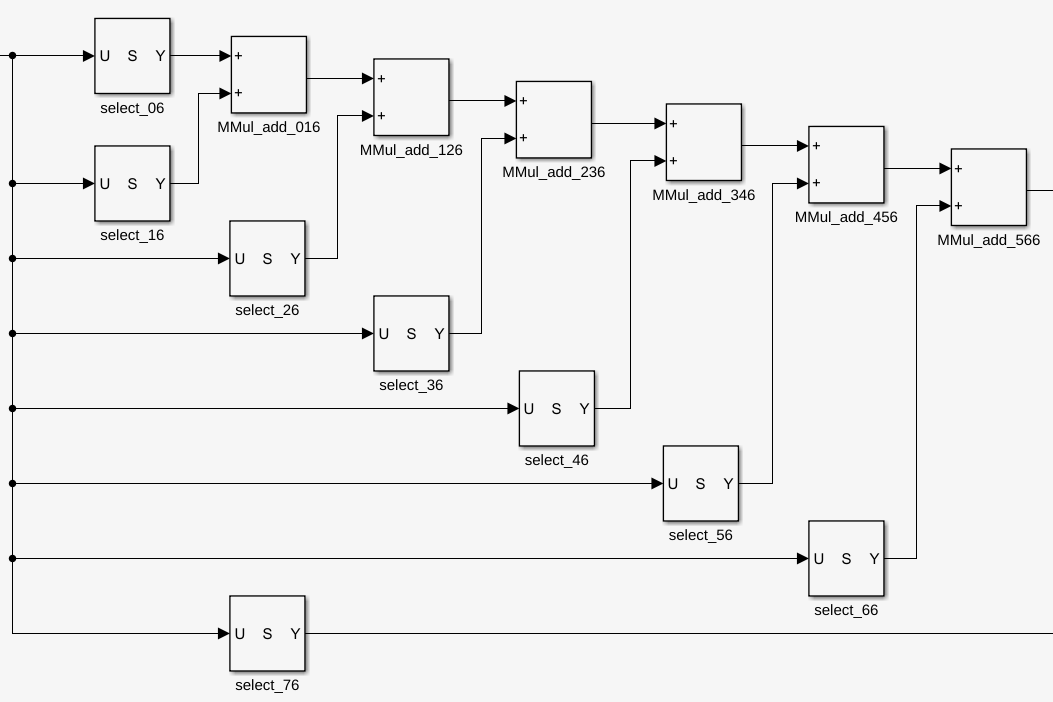 U S Y
select_06
+
+
MMul_add_016
+
+
MMul_add_126
+
+
MMul_add_236
+
+
MMul_add_346
+
+
MMul_add_456
+
+
MMul_add_566
U S Y
select_16
U S Y
select_26
U S Y
select_36
U S Y
select_46
U S Y
select_56
U S Y
select_66
U S Y
select_76